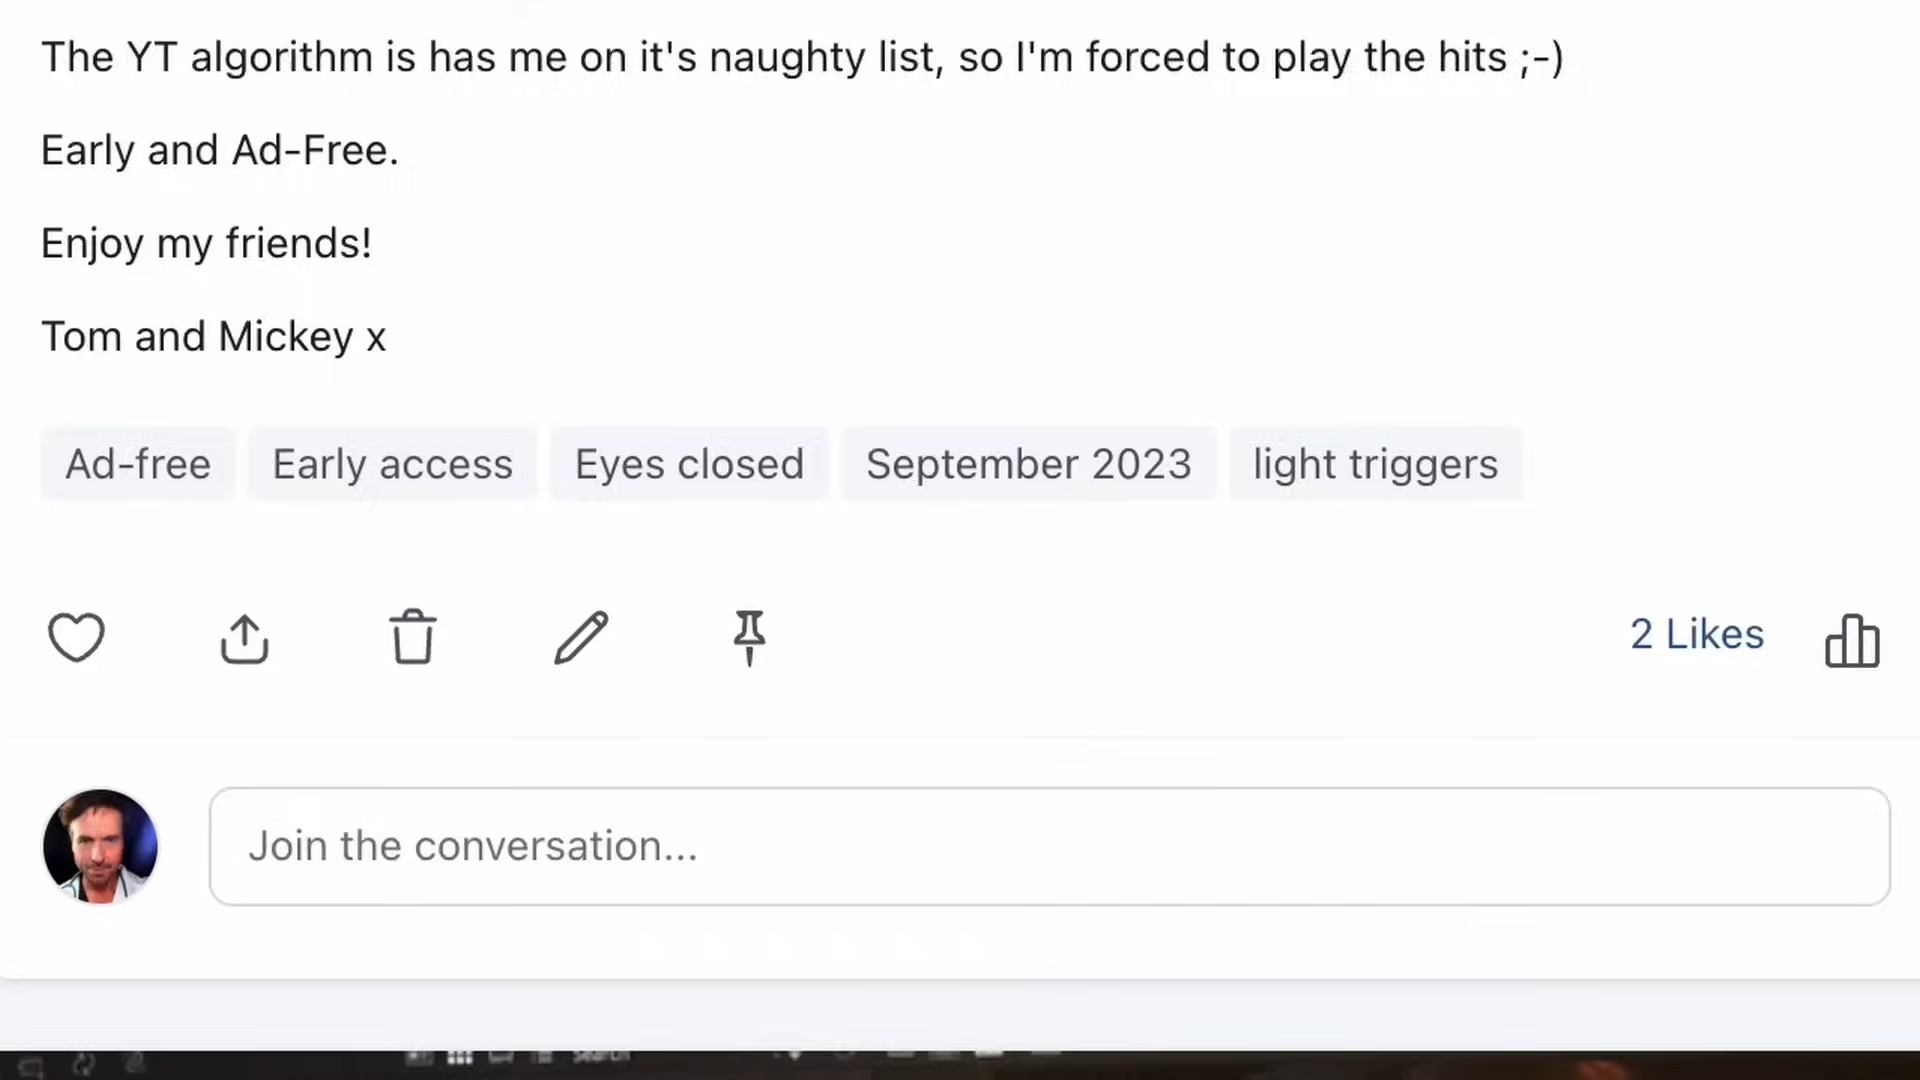 The YT algorithm is has me on it's naughty list, so I'm forced to play the hits ;-)
Early and Ad-Free.
Enjoy my friends!
Tom and Mickey x
Ad-free Early access Eyes closed September 2023 light triggers
2 Likes
Join the conversation...
Search